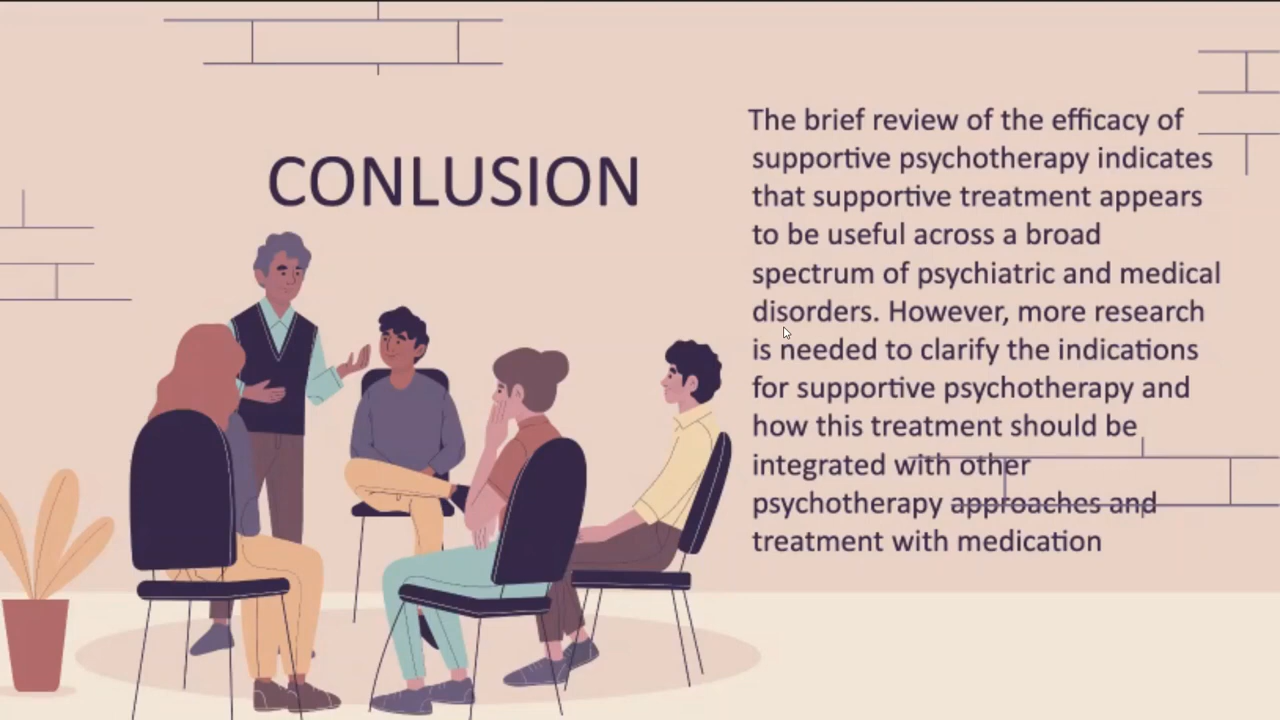 CONLUSION
The brief review of the efficacy of
supportive psychotherapy indicates
that supportive treatment appears
to be useful across a broad
spectrum of psychiatric and medical
disorders. However, more research
is needed to clarify the indications
for supportive psychotherapy and
how this treatment should be
integrated with other
psychotherapy approaches and
treatment with medication